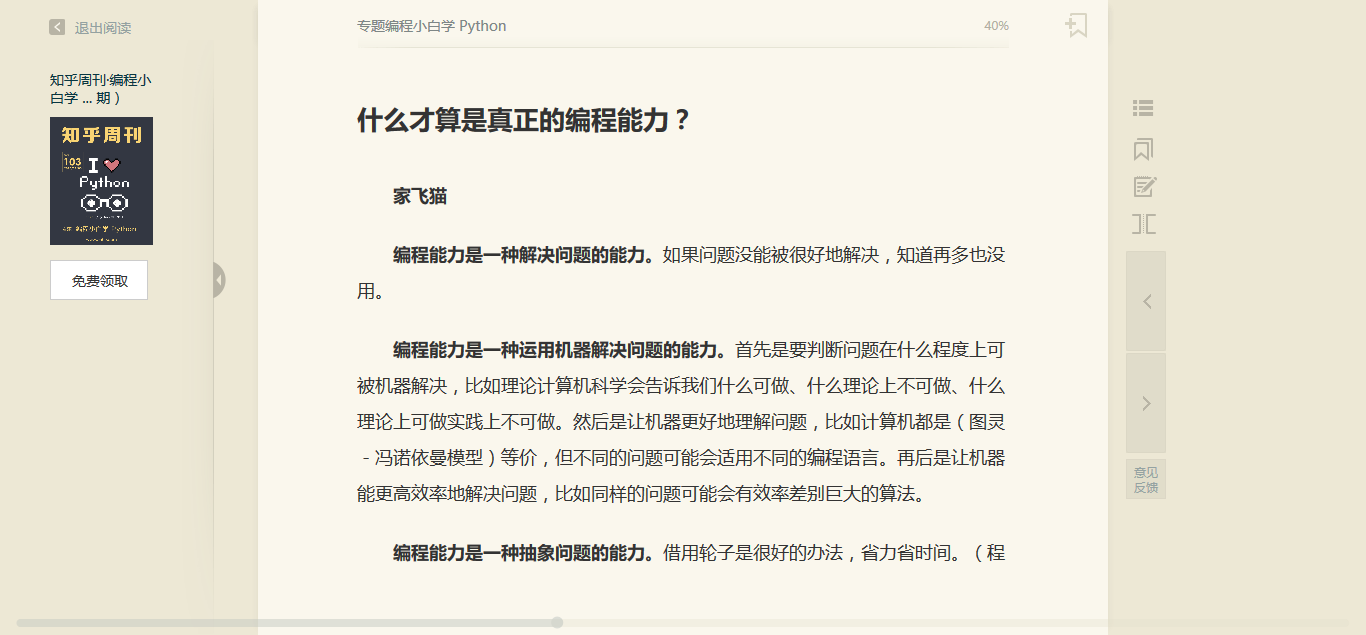 退出阅读
专题编程小白学 Python
40%
知乎周刊·编程小
白学 ... 期）
知乎周刊
103
I
Python
编程小白学 Python
免费领取
什么才算是真正的编程能力？
家飞猫
编程能力是一种解决问题的能力。如果问题没能被很好地解决，知道再多也没
用。
编程能力是一种运用机器解决问题的能力。首先是要判断问题在什么程度上可
被机器解决，比如理论计算机科学会告诉我们什么可做、什么理论上不可做、什么
理论上可做实践上不可做。然后是让机器更好地理解问题，比如计算机都是（图灵
- 冯诺依曼模型）等价，但不同的问题可能会适用不同的编程语言。再后是让机器
能更高效率地解决问题，比如同样的问题可能会有效率差别巨大的算法。
编程能力是一种抽象问题的能力。借用轮子是很好的办法，省力省时间。（程
意见
反馈